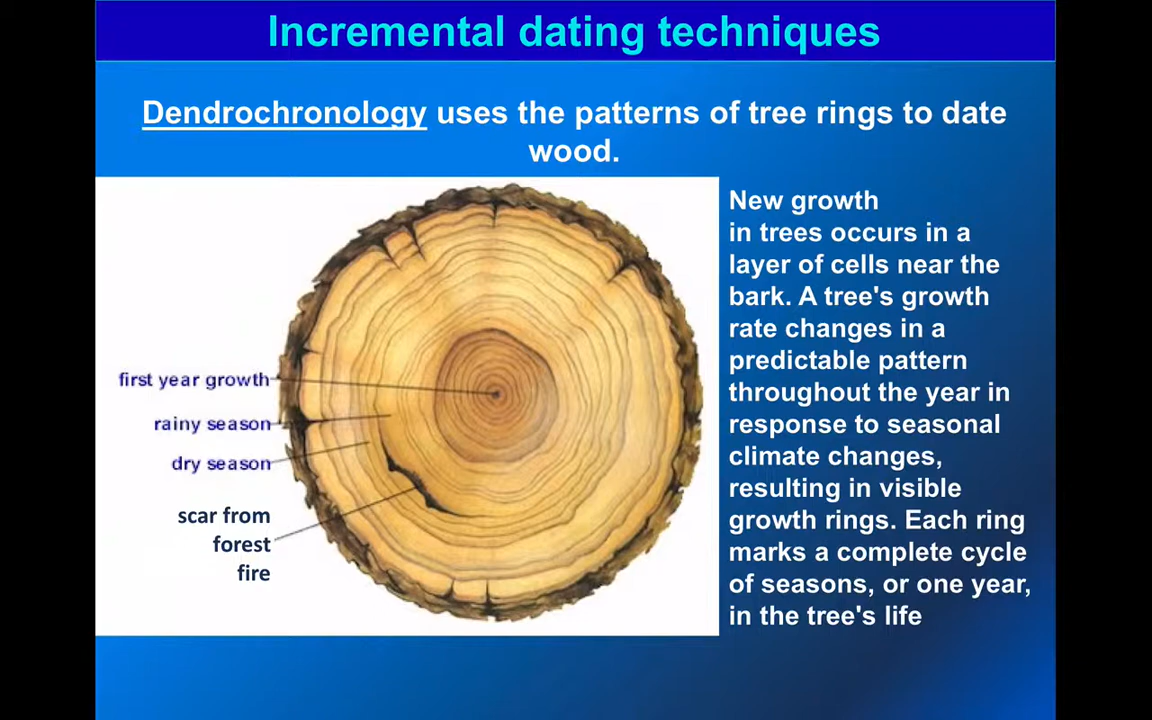 Incremental dating techniques
Dendrochronology uses the patterns of tree rings to date
wood.
New growth
in trees occurs in a
layer of cells near the
bark. A tree's growth
rate changes in a
predictable pattern
throughout the year in
response to seasonal
climate changes,
resulting in visible
growth rings. Each ring
marks a complete cycle
of seasons, or one year,
in the tree's life
first year growth
rainy season
dry season
scar from
forest
fire